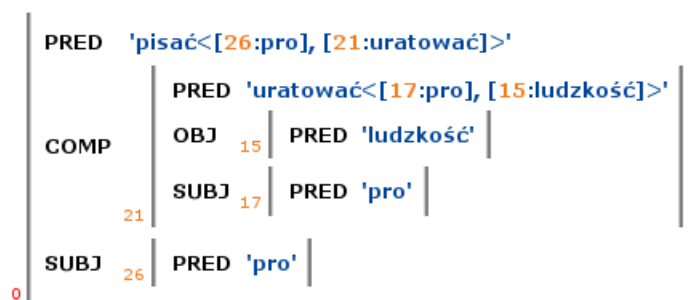 PRED 'pisać<[26:pro], [21:uratować]>'
PRED 'uratować<[17:pro], [15:ludzkość]>'
COMP OBJ 15 PRED 'ludzkość'
21 SUBJ 17 PRED 'pro'
SUBJ 26 PRED 'pro'
0